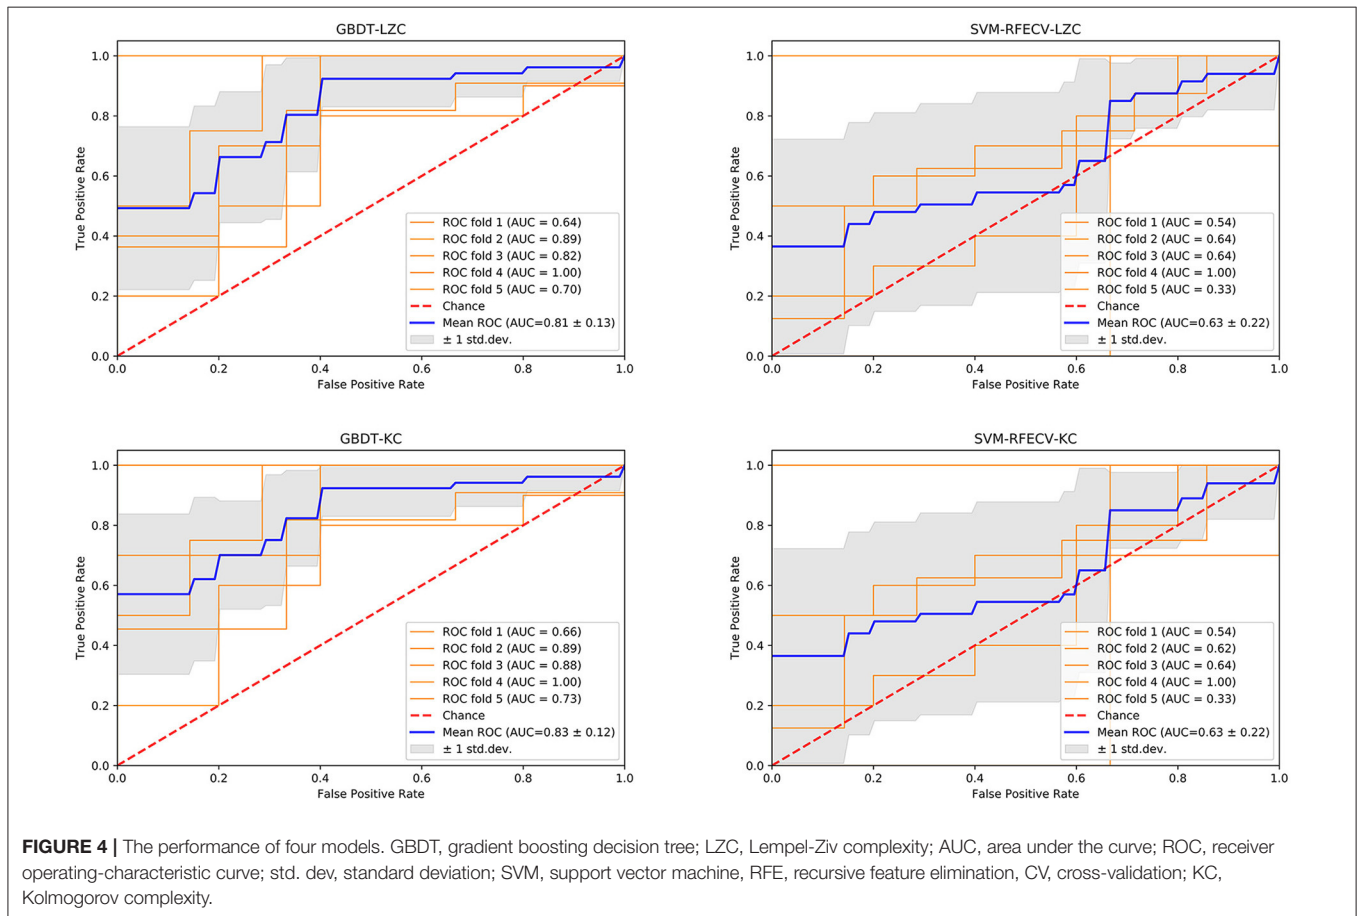 GBDT-LZC
True Positive Rate
1.0
0.8
0.6
0.4
0.2
0.0
ROC fold 1 (AUC = 0.64)
ROC fold 2 (AUC = 0.89)
ROC fold 3 (AUC = 0.82)
ROC fold 4 (AUC = 1.00)
ROC fold 5 (AUC = 0.70)
Chance
Mean ROC (AUC=0.81 ± 0.13)
± 1 std.dev.
0.0 0.2 0.4 0.6 0.8 1.0
False Positive Rate
SVM-RFECV-LZC
True Positive Rate
1.0
0.8
0.6
0.4
0.2
0.0
ROC fold 1 (AUC = 0.54)
ROC fold 2 (AUC = 0.64)
ROC fold 3 (AUC = 0.64)
ROC fold 4 (AUC = 1.00)
ROC fold 5 (AUC = 0.33)
Chance
Mean ROC (AUC=0.63 ± 0.22)
± 1 std.dev.
0.0 0.2 0.4 0.6 0.8 1.0
False Positive Rate
GBDT-KC
True Positive Rate
1.0
0.8
0.6
0.4
0.2
0.0
ROC fold 1 (AUC = 0.66)
ROC fold 2 (AUC = 0.89)
ROC fold 3 (AUC = 0.88)
ROC fold 4 (AUC = 1.00)
ROC fold 5 (AUC = 0.73)
Chance
Mean ROC (AUC=0.83 ± 0.12)
± 1 std.dev.
0.0 0.2 0.4 0.6 0.8 1.0
False Positive Rate
SVM-RFECV-KC
True Positive Rate
1.0
0.8
0.6
0.4
0.2
0.0
ROC fold 1 (AUC = 0.54)
ROC fold 2 (AUC = 0.62)
ROC fold 3 (AUC = 0.64)
ROC fold 4 (AUC = 1.00)
ROC fold 5 (AUC = 0.33)
Chance
Mean ROC (AUC=0.63 ± 0.22)
± 1 std.dev.
0.0 0.2 0.4 0.6 0.8 1.0
False Positive Rate
FIGURE 4 | The performance of four models. GBDT, gradient boosting decision tree; LZC, Lempel-Ziv complexity; AUC, area under the curve; ROC, receiver
operating-characteristic curve; std. dev, standard deviation; SVM, support vector machine, RFE, recursive feature elimination, CV, cross-validation; KC,
Kolmogorov complexity.